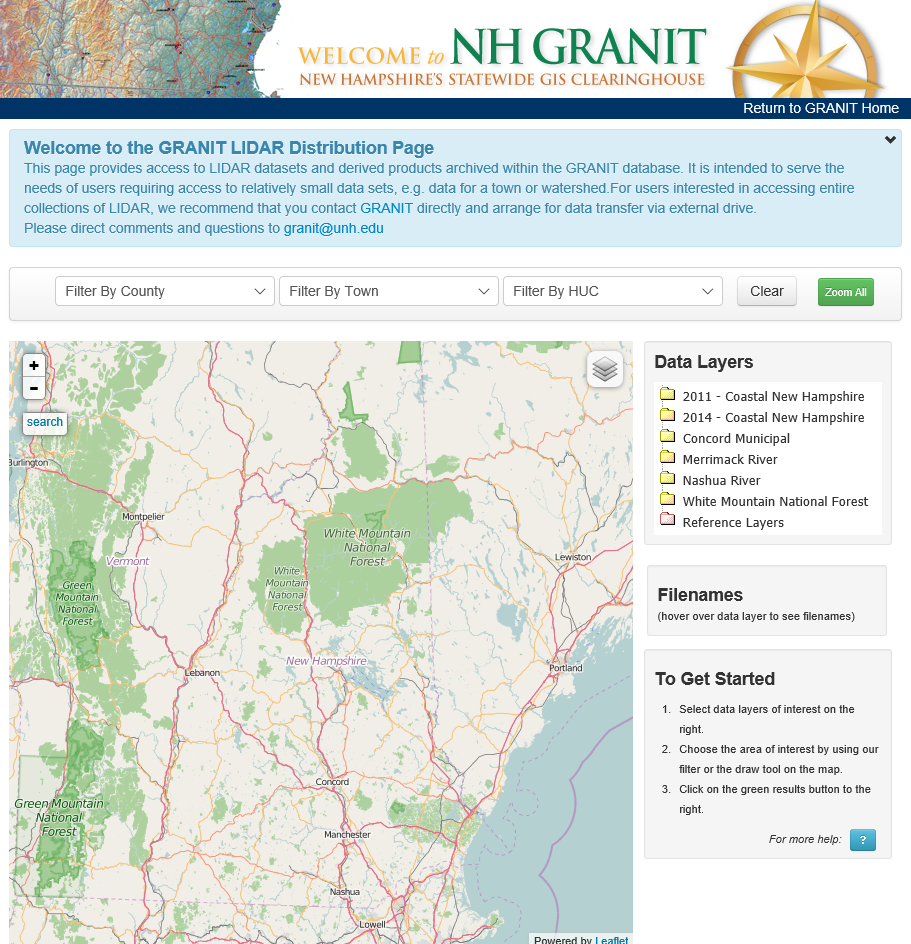 WELCOME to NH GRANIT
NEW HAMPSHIRE'S STATEWIDE GIS CLEARINGHOUSE
Return to GRANIT Home
Welcome to the GRANIT LIDAR Distribution Page
This page provides access to LIDAR datasets and derived products archived within the GRANIT database. It is intended to serve the
needs of users requiring access to relatively small data sets, e.g. data for a town or watershed.For users interested in accessing entire
collections of LIDAR, we recommend that you contact GRANIT directly and arrange for data transfer via external drive.
Please direct comments and questions to granit@unh.edu
Filter By County
Filter By Town
Filter By HUC
Clear
Zoom All
+
-
search
Burlington
Montpelier
Vermont
Green
Mountain
National
Forest
White Mountain
National
Forest
White
Mountain
National
Forest
Lewiston
New Hampshire
Lebanon
Portland
Concord
Green Mountain
National
Forest
Manchester
Nashua
Lowell
Powered by Leaflet
Data Layers
2011 - Coastal New Hampshire
2014 - Coastal New Hampshire
Concord Municipal
Merrimack River
Nashua River
White Mountain National Forest
Reference Layers
Filenames
(hover over data layer to see filenames)
To Get Started
1. Select data layers of interest on the
right.
2. Choose the area of interest by using our
filter or the draw tool on the map.
3. Click on the green results button to the
right.
For more help: ?